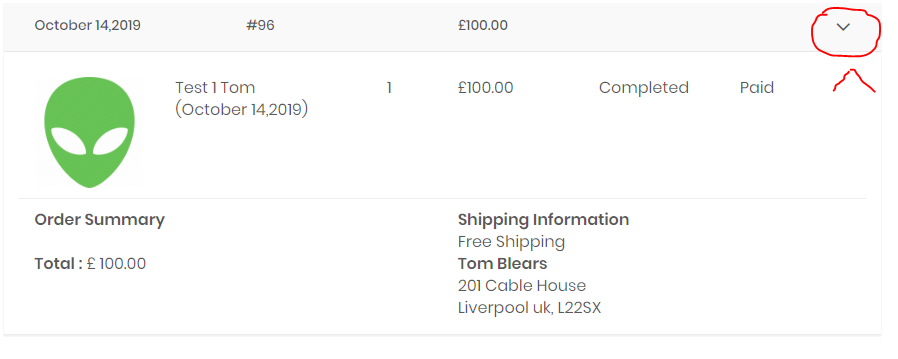 October 14,2019 #96 £100.00
Test 1 Tom 1 £100.00 Completed Paid
(October 14,2019)
Order Summary
Total : £ 100.00
Shipping Information
Free Shipping
Tom Blears
201 Cable House
Liverpool uk, L22SX